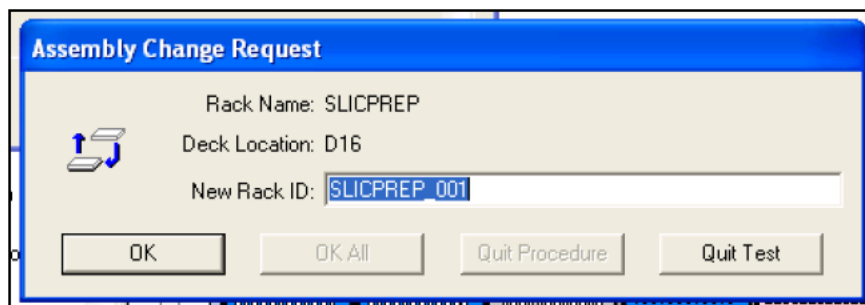 Assembly Change Request
Rack Name: SLICPREP
Deck Location: D16
New Rack ID: SLICPREP_001
OK OK All Quit Procedure Quit Test